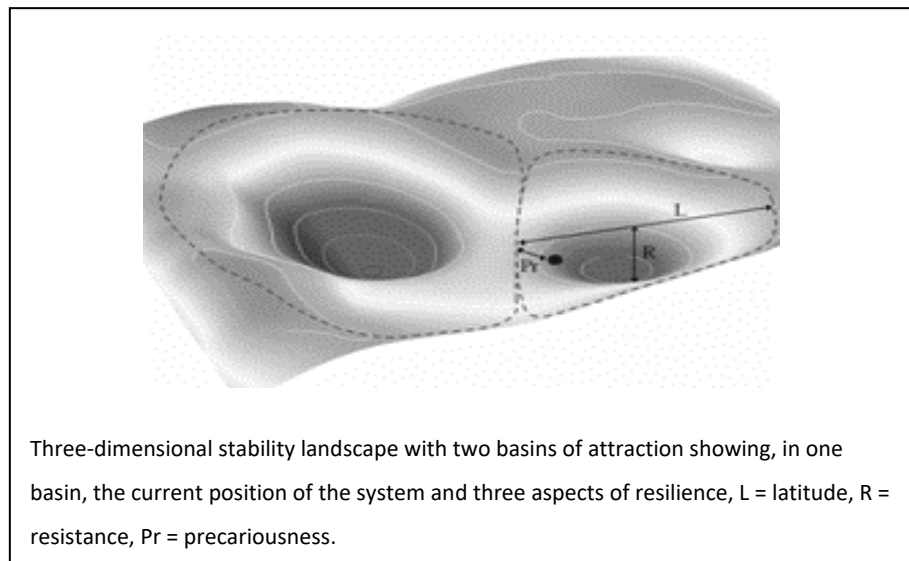 L
R
Pr
Three-dimensional stability landscape with two basins of attraction showing, in one
basin, the current position of the system and three aspects of resilience, L = latitude, R =
resistance, Pr = precariousness.